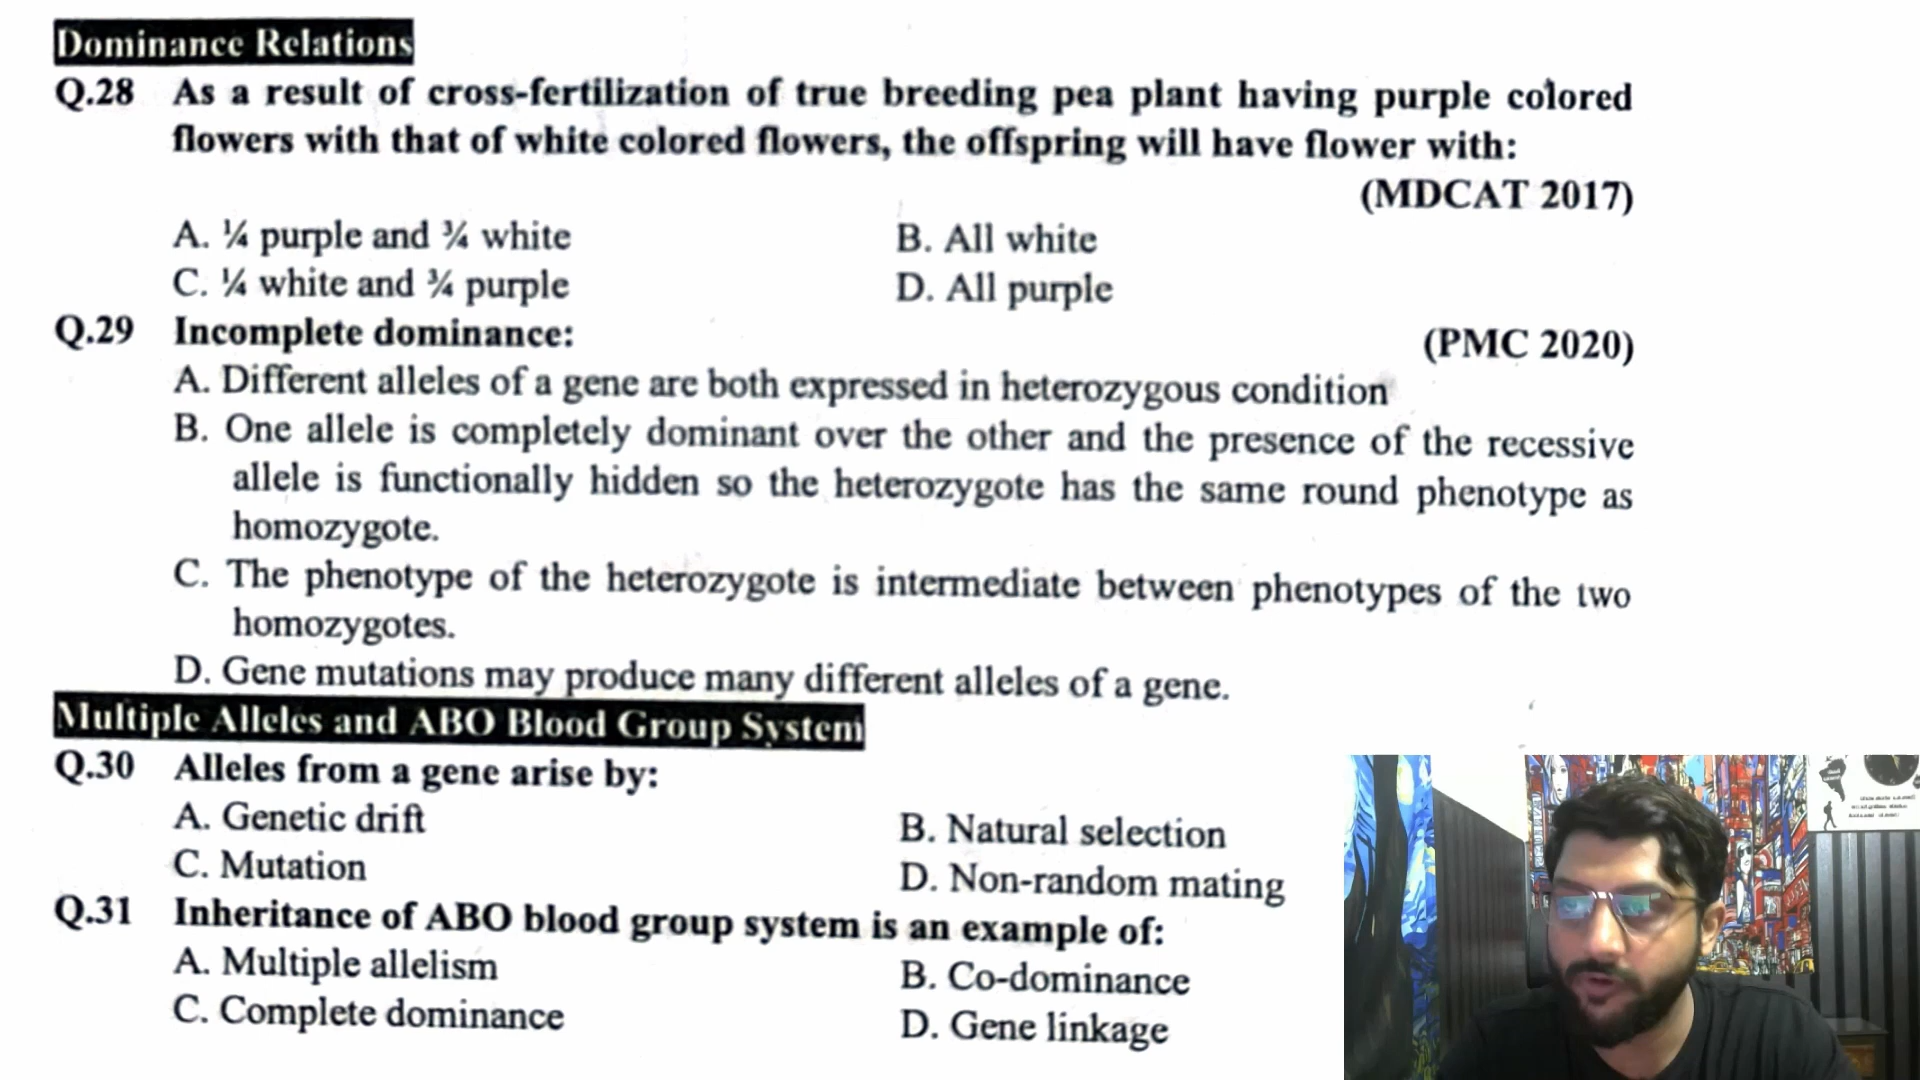 Dominance Relations
Q.28 As a result of cross-fertilization of true breeding pea plant having purple colored
flowers with that of white colored flowers, the offspring will have flower with:
(MDCAT 2017)
A. ¼ purple and ¾ white B. All white
C. ¼ white and ¾ purple D. All purple
Q.29 Incomplete dominance: (PMC 2020)
A. Different alleles of a gene are both expressed in heterozygous condition
B. One allele is completely dominant over the other and the presence of the recessive
allele is functionally hidden so the heterozygote has the same round phenotype as
homozygote.
C. The phenotype of the heterozygote is intermediate between phenotypes of the two
homozygotes.
D. Gene mutations may produce many different alleles of a gene.
Multiple Alleles and ABO Blood Group System
Q.30 Alleles from a gene arise by:
A. Genetic drift B. Natural selection
C. Mutation D. Non-random mating
Q.31 Inheritance of ABO blood group system is an example of:
A. Multiple allelism B. Co-dominance
C. Complete dominance D. Gene linkage